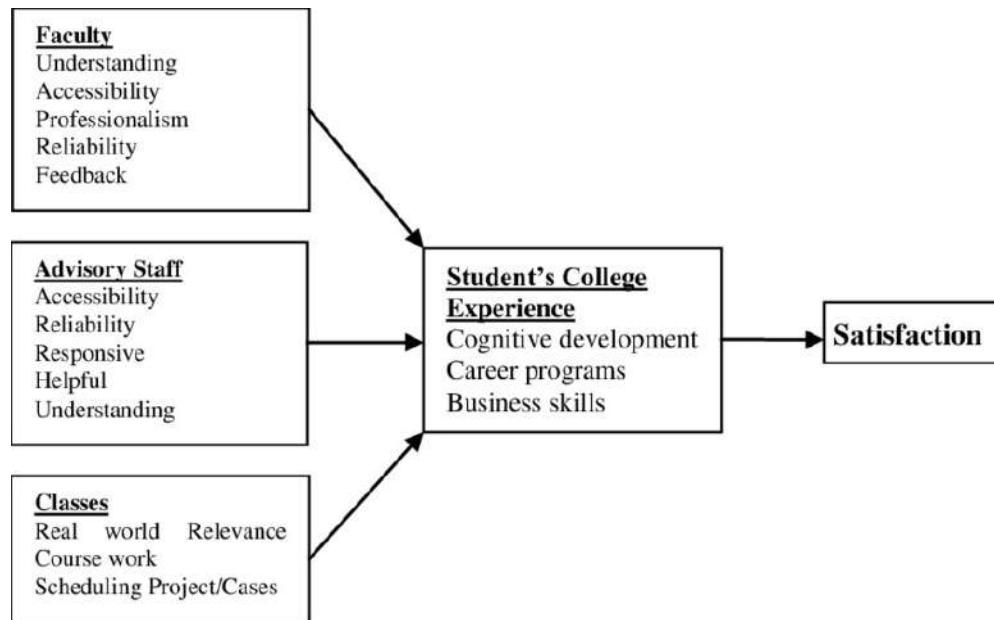 Faculty
Understanding
Accessibility
Professionalism
Reliability
Feedback
Advisory Staff
Accessibility
Reliability
Responsive
Helpful
Understanding
Classes
Real world Relevance
Course work
Scheduling Project/Cases
Student's College
Experience
Cognitive development
Career programs
Business skills
Satisfaction